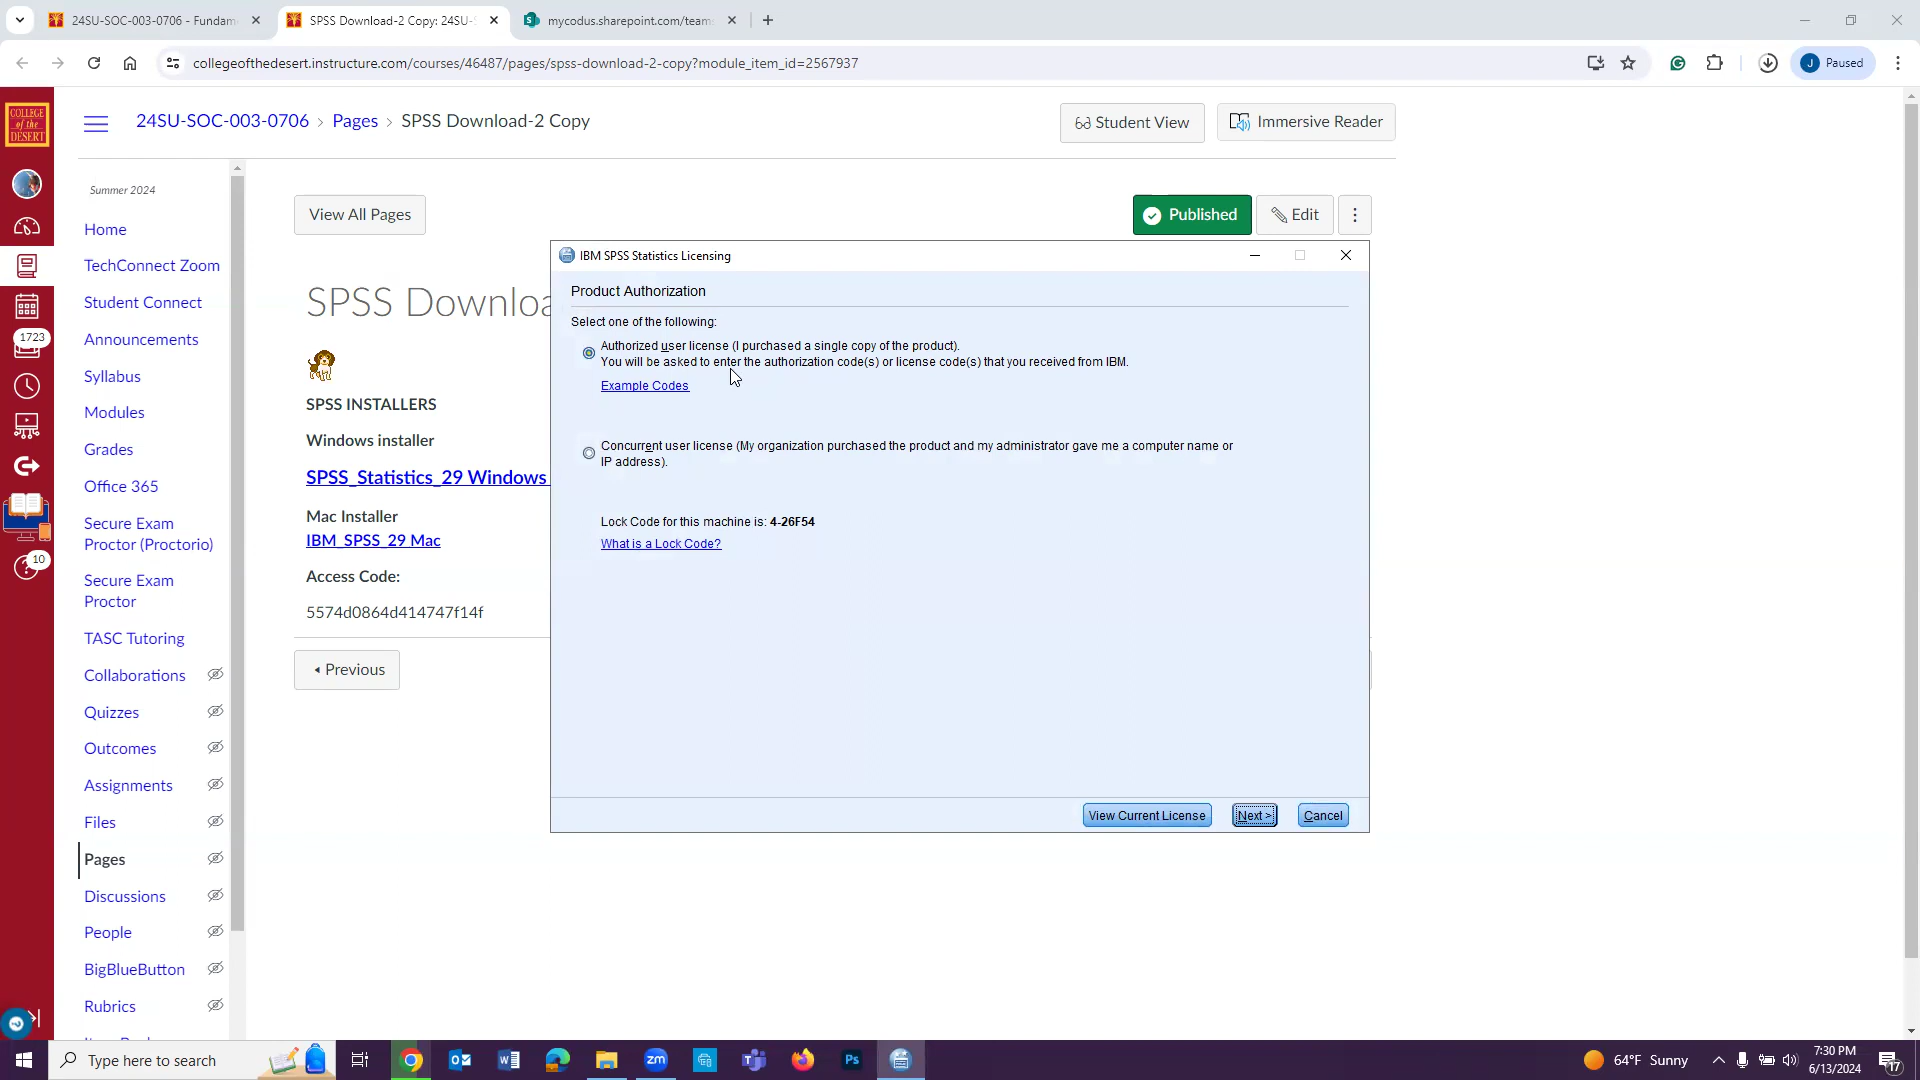 24SU-SOC-003-0706 - Fundam
SPSS Download-2 Copy: 24SU-S
mycodus.sharepoint.com/teams
collegeofthedesert.instructure.com/courses/46487/pages/spss-download-2-copy?module_item_id=2567937
J Paused
COLLEGE
of the
DESERT
24SU-SOC-003-0706 › Pages › SPSS Download-2 Copy
Student View
Immersive Reader
Summer 2024
Home
TechConnect Zoom
Student Connect
1723
Announcements
Syllabus
Modules
Grades
Office 365
Secure Exam
Proctor (Proctorio)
10
Secure Exam
Proctor
TASC Tutoring
Collaborations
Quizzes
Outcomes
Assignments
Files
Pages
Discussions
People
BigBlueButton
Rubrics
View All Pages
Published
Edit
SPSS Downloa
SPSS INSTALLERS
Windows installer
SPSS_Statistics_29 Windows
Mac Installer
IBM_SPSS_29 Mac
Access Code:
5574d0864d414747f14f
Previous
IBM SPSS Statistics Licensing
Product Authorization
Select one of the following:
Authorized user license (I purchased a single copy of the product).
You will be asked to enter the authorization code(s) or license code(s) that you received from IBM.
Example Codes
Concurrent user license (My organization purchased the product and my administrator gave me a computer name or
IP address).
Lock Code for this machine is: 4-26F54
What is a Lock Code?
View Current License
Next >
Cancel
Type here to search
zm
Ps
64°F Sunny
7:30 PM
6/13/2024
17